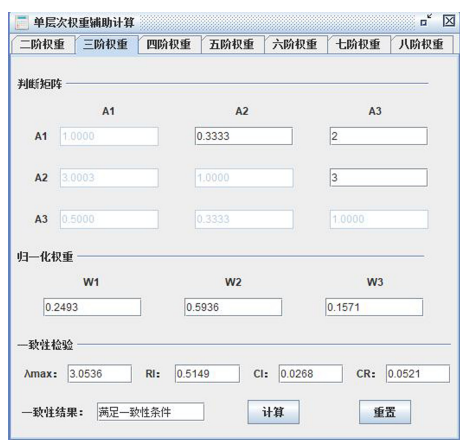 单层次权重辅助计算
二阶权重 三阶权重 四阶权重 五阶权重 六阶权重 七阶权重 八阶权重
判断矩阵
A1 A2 A3
A1 1.0000 0.3333 2
A2 3.0003 1.0000 3
A3 0.5000 0.3333 1.0000
归一化权重
W1 W2 W3
0.2493 0.5936 0.1571
一致性检验
Λmax: 3.0536 RI: 0.5149 CI: 0.0268 CR: 0.0521
一致性结果: 满足一致性条件 计算 重置